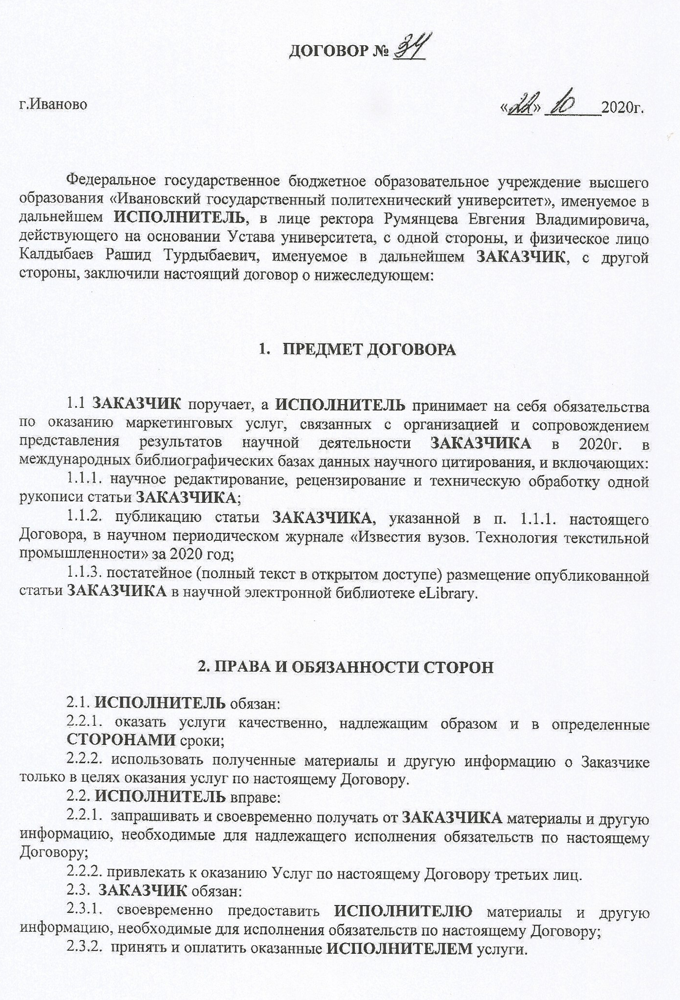 ДОГОВОР № 34
г.Иваново «22» 10 2020г.
Федеральное государственное бюджетное образовательное учреждение высшего
образования «Ивановский государственный политехнический университет», именуемое в
дальнейшем ИСПОЛНИТЕЛЬ, в лице ректора Румянцева Евгения Владимировича,
действующего на основании Устава университета, с одной стороны, и физическое лицо
Калдыбаев Рашид Турдыбаевич, именуемое в дальнейшем ЗАКАЗЧИК, с другой
стороны, заключили настоящий договор о нижеследующем:
1. ПРЕДМЕТ ДОГОВОРА
1.1 ЗАКАЗЧИК поручает, а ИСПОЛНИТЕЛЬ принимает на себя обязательства
по оказанию маркетинговых услуг, связанных с организацией и сопровождением
представления результатов научной деятельности ЗАКАЗЧИКА в 2020г. в
международных библиографических базах данных научного цитирования, и включающих:
1.1.1. научное редактирование, рецензирование и техническую обработку одной
рукописи статьи ЗАКАЗЧИКА;
1.1.2. публикацию статьи ЗАКАЗЧИКА, указанной в п. 1.1.1. настоящего
Договора, в научном периодическом журнале «Известия вузов. Технология текстильной
промышленности» за 2020 год;
1.1.3. постатейное (полный текст в открытом доступе) размещение опубликованной
статьи ЗАКАЗЧИКА в научной электронной библиотеке eLibrary.
2. ПРАВА И ОБЯЗАННОСТИ СТОРОН
2.1. ИСПОЛНИТЕЛЬ обязан:
2.2.1. оказать услуги качественно, надлежащим образом и в определенные
СТОРОНАМИ сроки;
2.2.2. использовать полученные материалы и другую информацию о Заказчике
только в целях оказания услуг по настоящему Договору.
2.2. ИСПОЛНИТЕЛЬ вправе:
2.2.1. запрашивать и своевременно получать от ЗАКАЗЧИКА материалы и другую
информацию, необходимые для надлежащего исполнения обязательств по настоящему
Договору;
2.2.2. привлекать к оказанию Услуг по настоящему Договору третьих лиц.
2.3. ЗАКАЗЧИК обязан:
2.3.1. своевременно предоставить ИСПОЛНИТЕЛЮ материалы и другую
информацию, необходимые для исполнения обязательств по настоящему Договору;
2.3.2. принять и оплатить оказанные ИСПОЛНИТЕЛЕМ услуги.